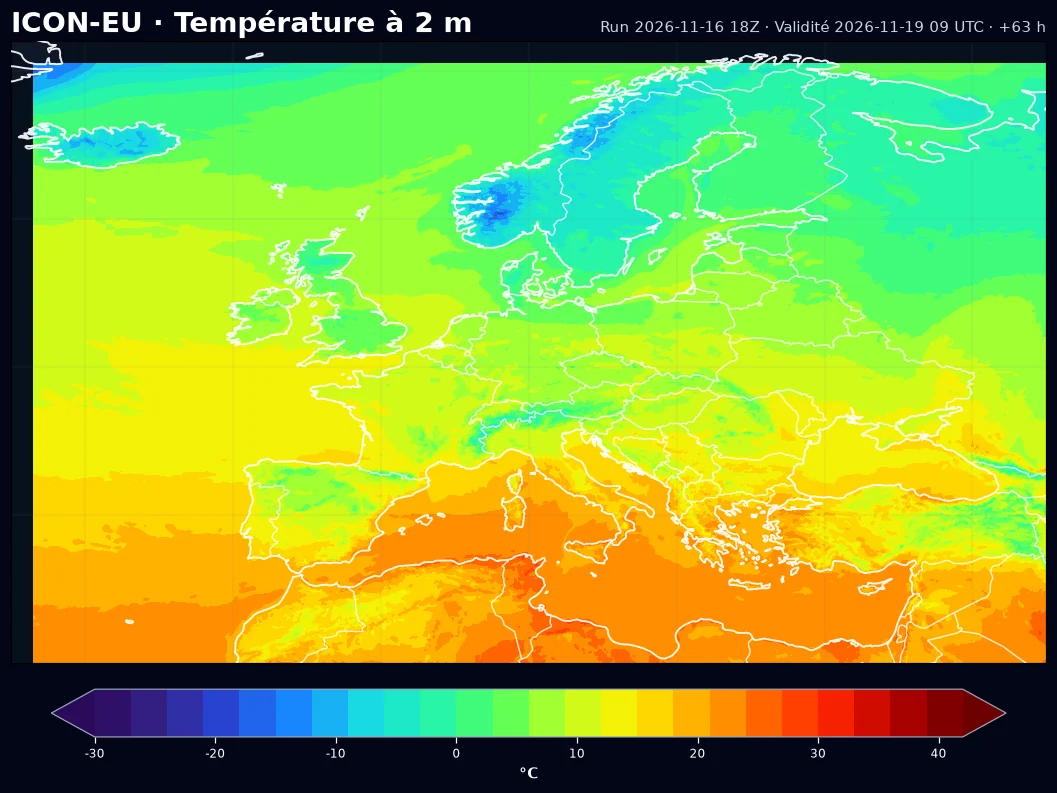 ICON-EU · Température à 2 m
Run 2026-11-16 18Z · Validité 2026-11-19 09 UTC · +63 h
-30 -20 -10 0 10 20 30 40
°C